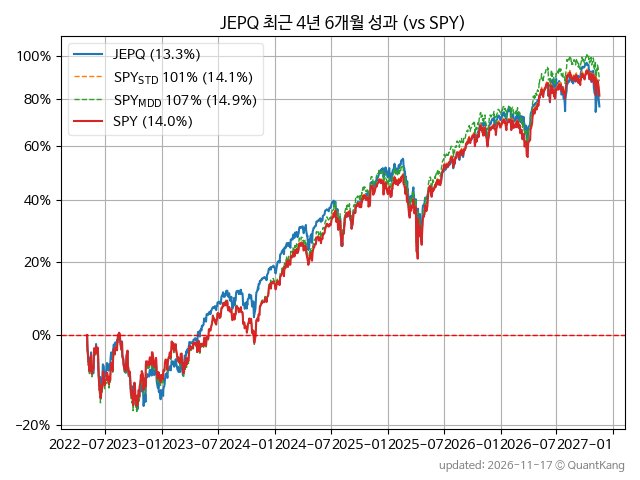 JEPQ 최근 4년 6개월 성과 (vs SPY)
JEPQ (13.3%)
SPYSTD 101% (14.1%)
SPYMDD 107% (14.9%)
SPY (14.0%)
100%
80%
60%
40%
20%
0%
−20%
2022-07 2023-01 2023-07 2024-01 2024-07 2025-01 2025-07 2026-01 2026-07 2027-01
updated: 2026-11-17 © QuantKang